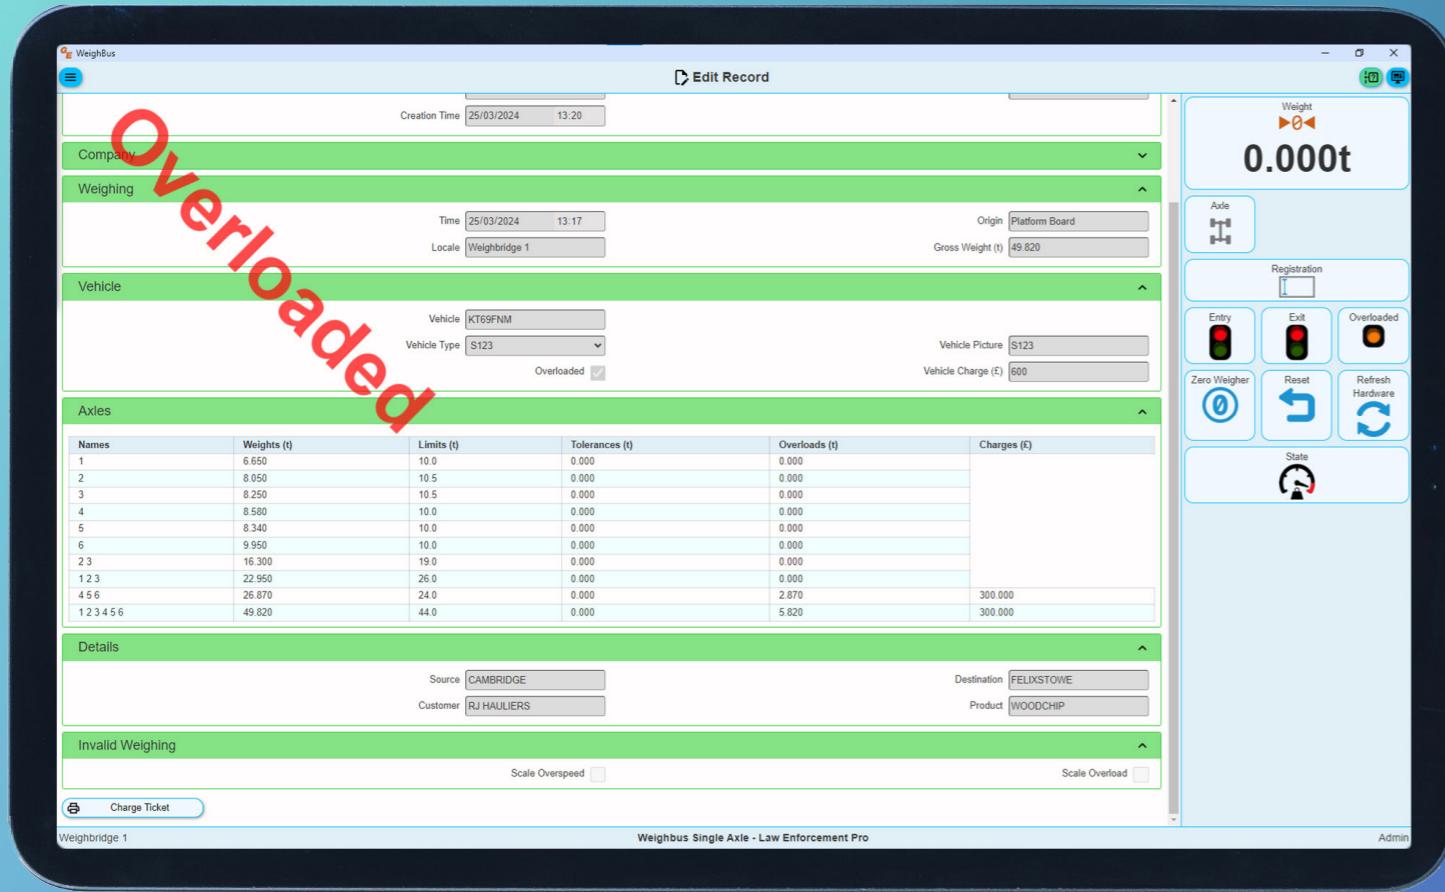 WeighBus
Edit Record
Creation Time 25/03/2024 13:20
Overloaded
Company
Weighing
Time 25/03/2024 13:17 Origin Platform Board
Locale Weighbridge 1 Gross Weight (t) 49.820
Vehicle
Vehicle KT69FNM
Vehicle Type S123 Vehicle Picture S123
Overloaded Vehicle Charge (£) 600
Axles
Names Weights (t) Limits (t) Tolerances (t) Overloads (t) Charges (£)
1 6.650 10.0 0.000 0.000
2 8.050 10.5 0.000 0.000
3 8.250 10.5 0.000 0.000
4 8.580 10.0 0.000 0.000
5 8.340 10.0 0.000 0.000
6 9.950 10.0 0.000 0.000
2 3 16.300 19.0 0.000 0.000
1 2 3 22.950 26.0 0.000 0.000
4 5 6 26.870 24.0 0.000 2.870 300.000
1 2 3 4 5 6 49.820 44.0 0.000 5.820 300.000
Details
Source CAMBRIDGE Destination FELIXSTOWE
Customer RJ HAULIERS Product WOODCHIP
Invalid Weighing
Scale Overspeed Scale Overload
Charge Ticket
Weight
0
0.000t
Axle
Registration
Entry Exit Overloaded
Zero Weigher Reset Refresh
Hardware
0
State
Weighbridge 1 Weighbus Single Axle - Law Enforcement Pro Admin